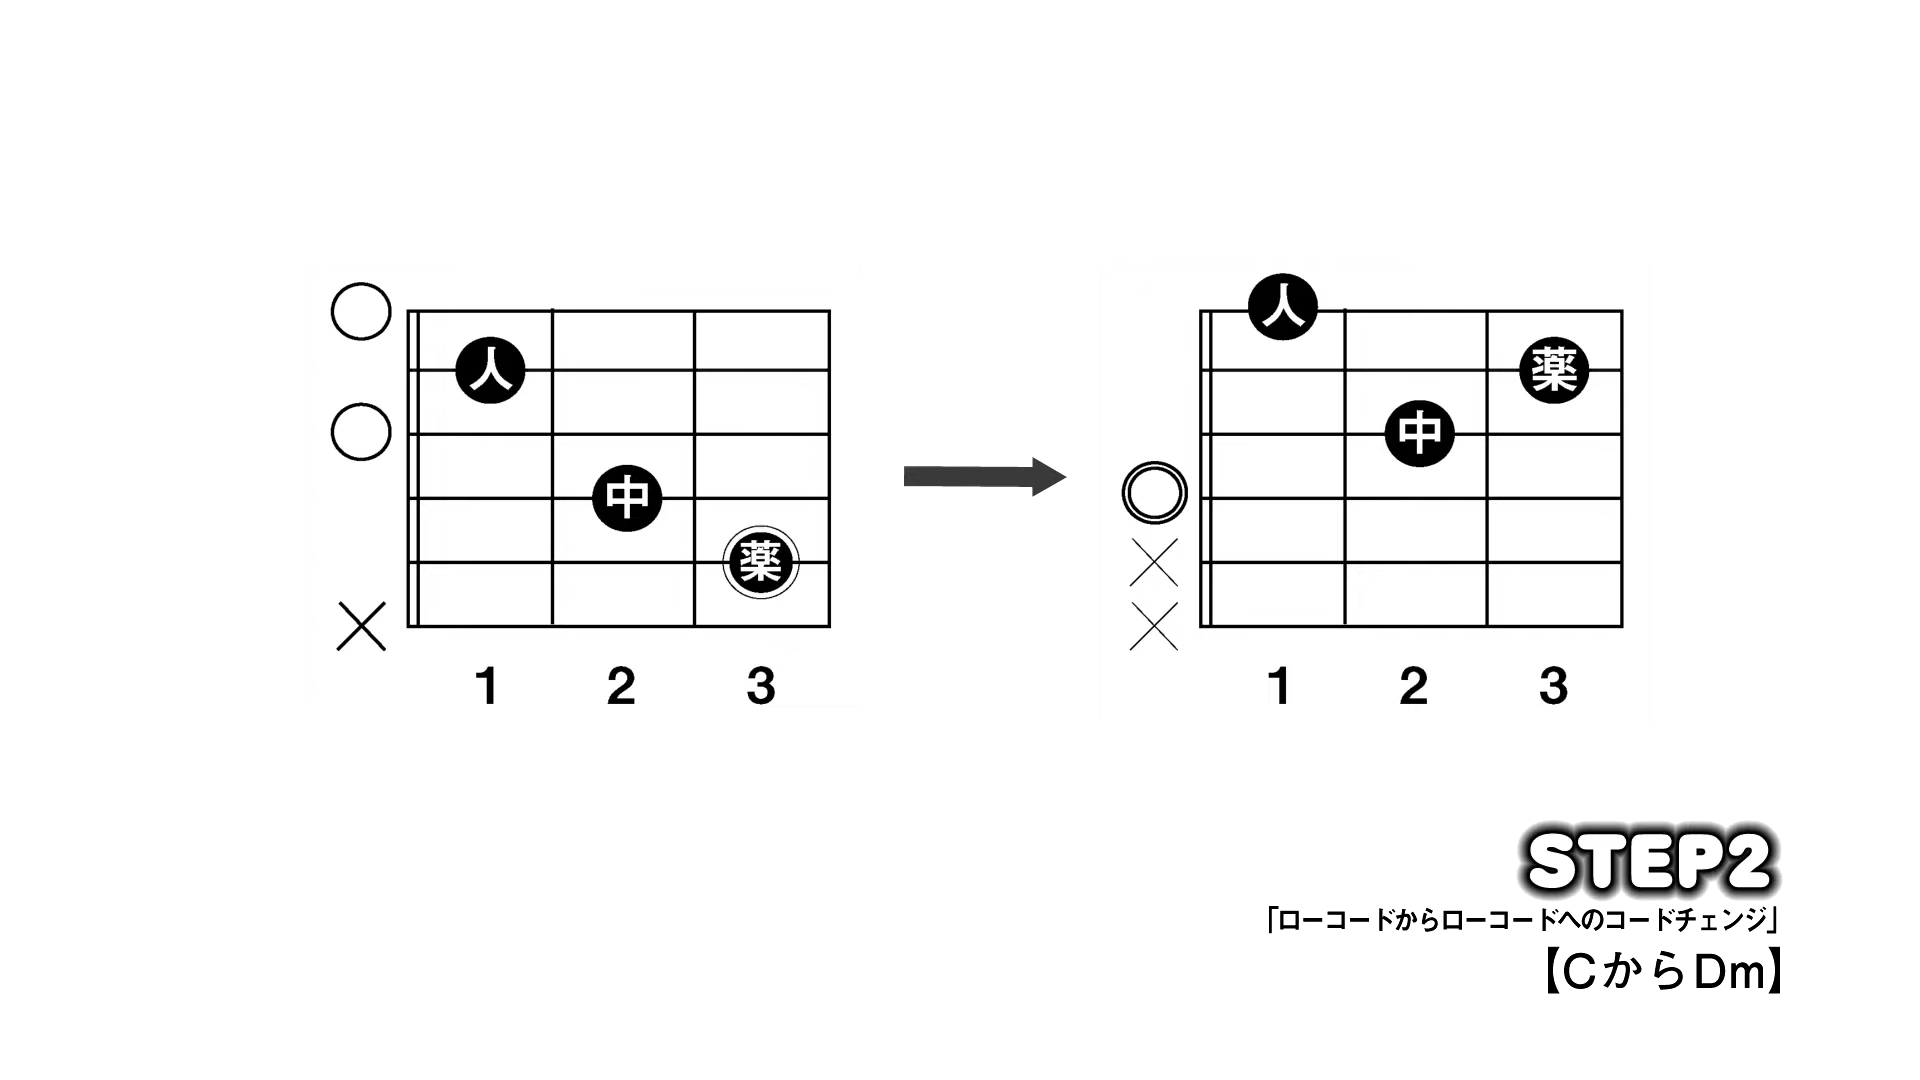 人
人
薬
中
中
薬
1 2 3
1 2 3
STEP2
「ローコードからローコードへのコードチェンジ」
【CからDm】